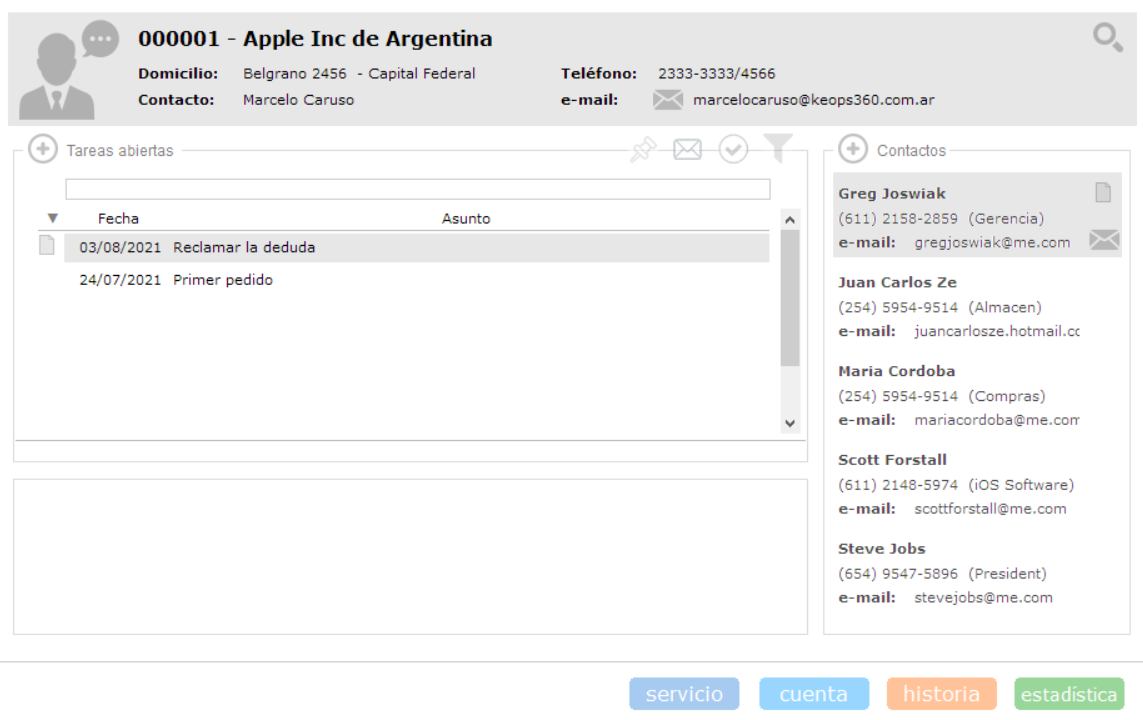 000001 - Apple Inc de Argentina
Domicilio: Belgrano 2456 - Capital Federal Teléfono: 2333-3333/4566
Contacto: Marcelo Caruso e-mail: marcelocaruso@keops360.com.ar
Tareas abiertas
Fecha Asunto
03/08/2021 Reclamar la deduda
24/07/2021 Primer pedido
Contactos
Greg Joswiak
(611) 2158-2859 (Gerencia)
e-mail: gregjoswiak@me.com
Juan Carlos Ze
(254) 5954-9514 (Almacen)
e-mail: juancarlosze.hotmail.cc
Maria Cordoba
(254) 5954-9514 (Compras)
e-mail: mariacordoba@me.com
Scott Forstall
(611) 2148-5974 (iOS Software)
e-mail: scottforstall@me.com
Steve Jobs
(654) 9547-5896 (President)
e-mail: stevejobs@me.com
servicio cuenta historia estadística